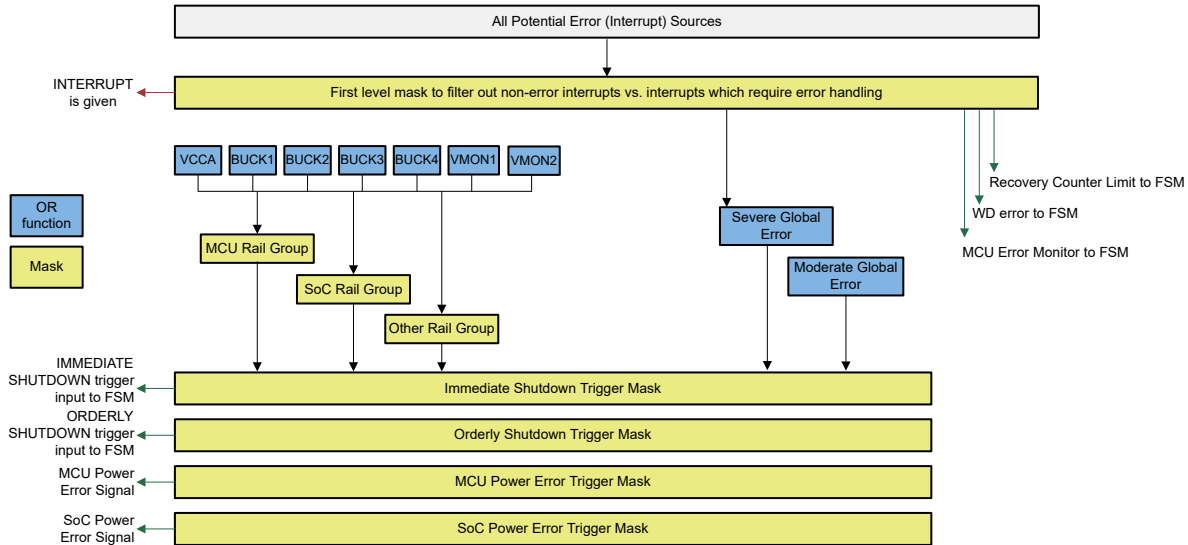 All Potential Error (Interrupt) Sources
INTERRUPT
is given
First level mask to filter out non-error interrupts vs. interrupts which require error handling
VCCA
BUCK1
BUCK2
BUCK3
BUCK4
VMON1
VMON2
Recovery Counter Limit to FSM
OR
function
WD error to FSM
Severe Global
Error
MCU Rail Group
MCU Error Monitor to FSM
Mask
Moderate Global
Error
SoC Rail Group
Other Rail Group
IMMEDIATE
SHUTDOWN trigger
input to FSM
Immediate Shutdown Trigger Mask
ORDERLY
SHUTDOWN trigger
input to FSM
Orderly Shutdown Trigger Mask
MCU Power
Error Signal
MCU Power Error Trigger Mask
SoC Power
Error Signal
SoC Power Error Trigger Mask